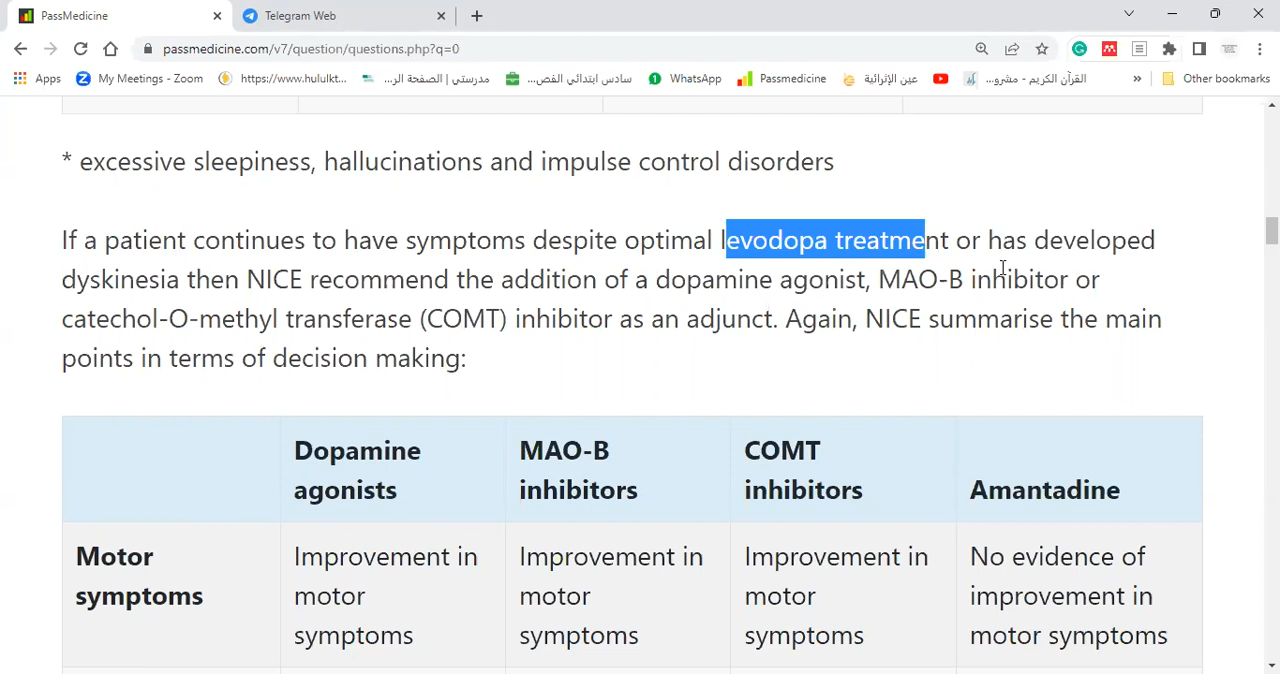 PassMedicine
Telegram Web
passmedicine.com/v7/question/questions.php?q=0
Apps My Meetings - Zoom https://www.hululkt... مدرستي | الصفحة الر... سادس ابتدائي الفص... WhatsApp Passmedicine عين الإثرائية القرآن الكريم - مشرو... » Other bookmarks
* excessive sleepiness, hallucinations and impulse control disorders
If a patient continues to have symptoms despite optimal levodopa treatment or has developed
dyskinesia then NICE recommend the addition of a dopamine agonist, MAO-B inhibitor or
catechol-O-methyl transferase (COMT) inhibitor as an adjunct. Again, NICE summarise the main
points in terms of decision making:
Dopamine agonists MAO-B inhibitors COMT inhibitors Amantadine
Motor symptoms
Improvement in motor symptoms
Improvement in motor symptoms
Improvement in motor symptoms
No evidence of improvement in motor symptoms